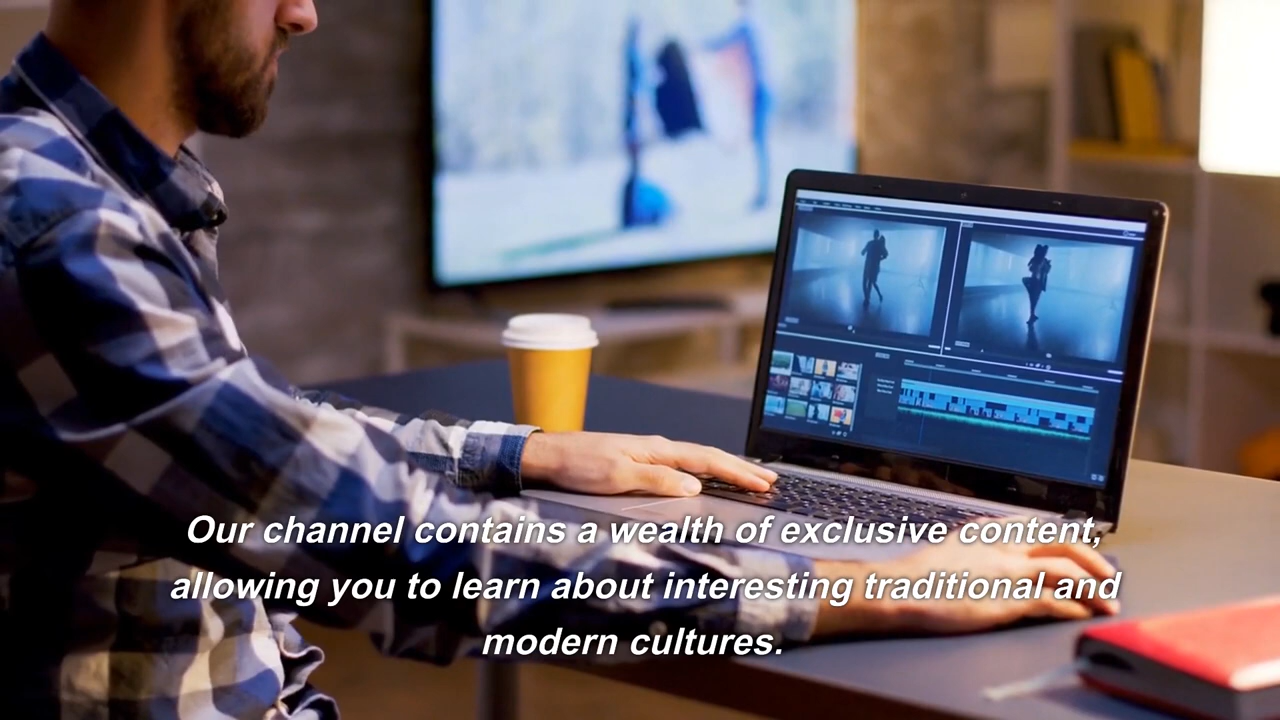 Our channel contains a wealth of exclusive content,
allowing you to learn about interesting traditional and
modern cultures.